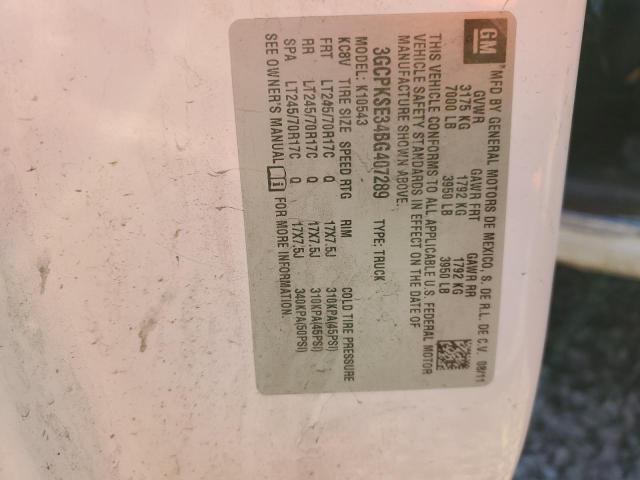 GM
MFD BY GENERAL MOTORS DE MEXICO, S. DE R.L. DE C.V. 08/11
GVWR GAWR FRT GAWR RR
3175 KG 1792 KG 1792 KG
7000 LB 3950 LB 3950 LB
THIS VEHICLE CONFORMS TO ALL APPLICABLE U.S. FEDERAL MOTOR
VEHICLE SAFETY STANDARDS IN EFFECT ON THE DATE OF
MANUFACTURE SHOWN ABOVE.
3GCPKSE34BG407289 TYPE: TRUCK
MODEL: K10543
KC8V TIRE SIZE SPEED RTG RIM COLD TIRE PRESSURE
FRT LT245/70R17C Q 17X7.5J 310KPA(45PSI)
RR LT245/70R17C Q 17X7.5J 310KPA(45PSI)
SPA LT245/70R17C Q 17X7.5J 340KPA(50PSI)
SEE OWNER'S MANUAL FOR MORE INFORMATION.